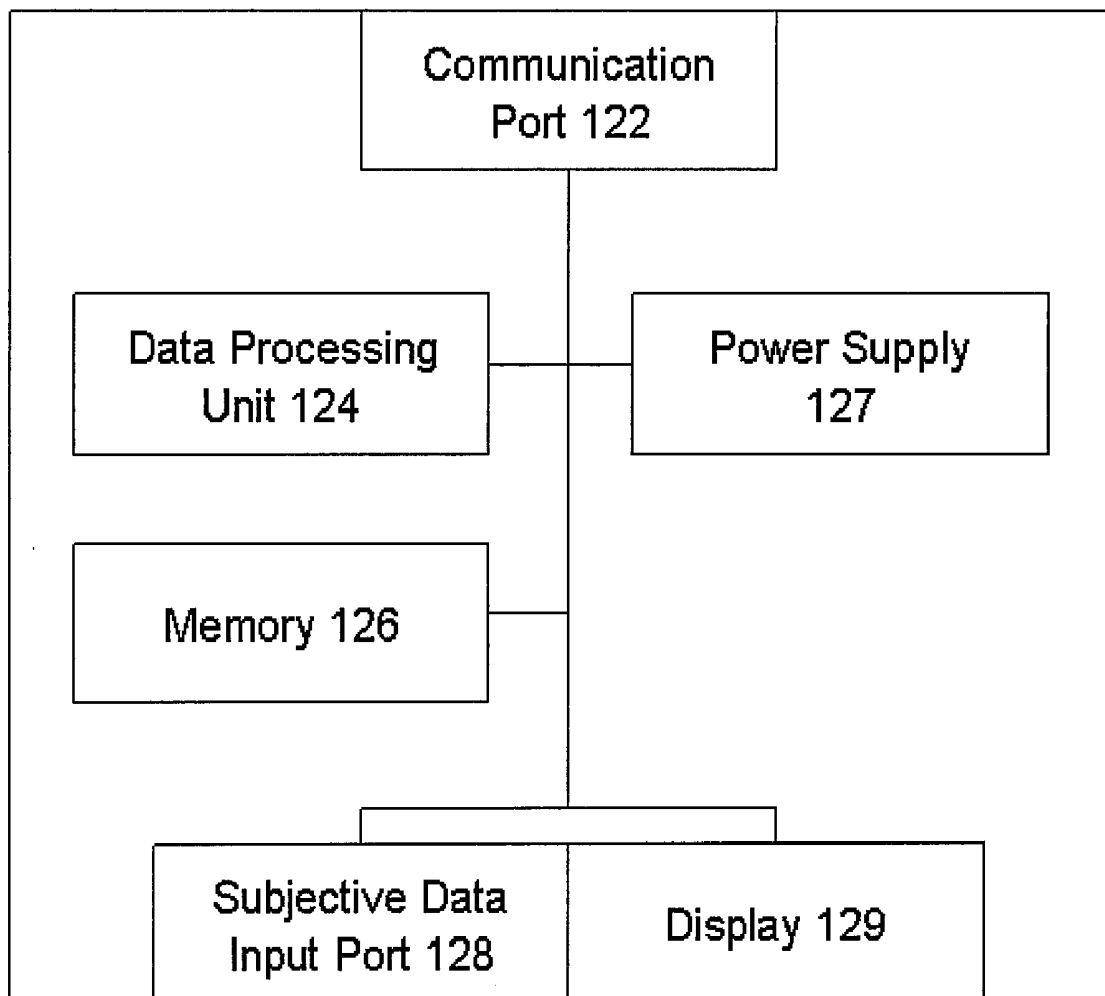 Communication
Port 122
Data Processing
Unit 124
Power Supply
127
Memory 126
Subjective Data
Input Port 128
Display 129